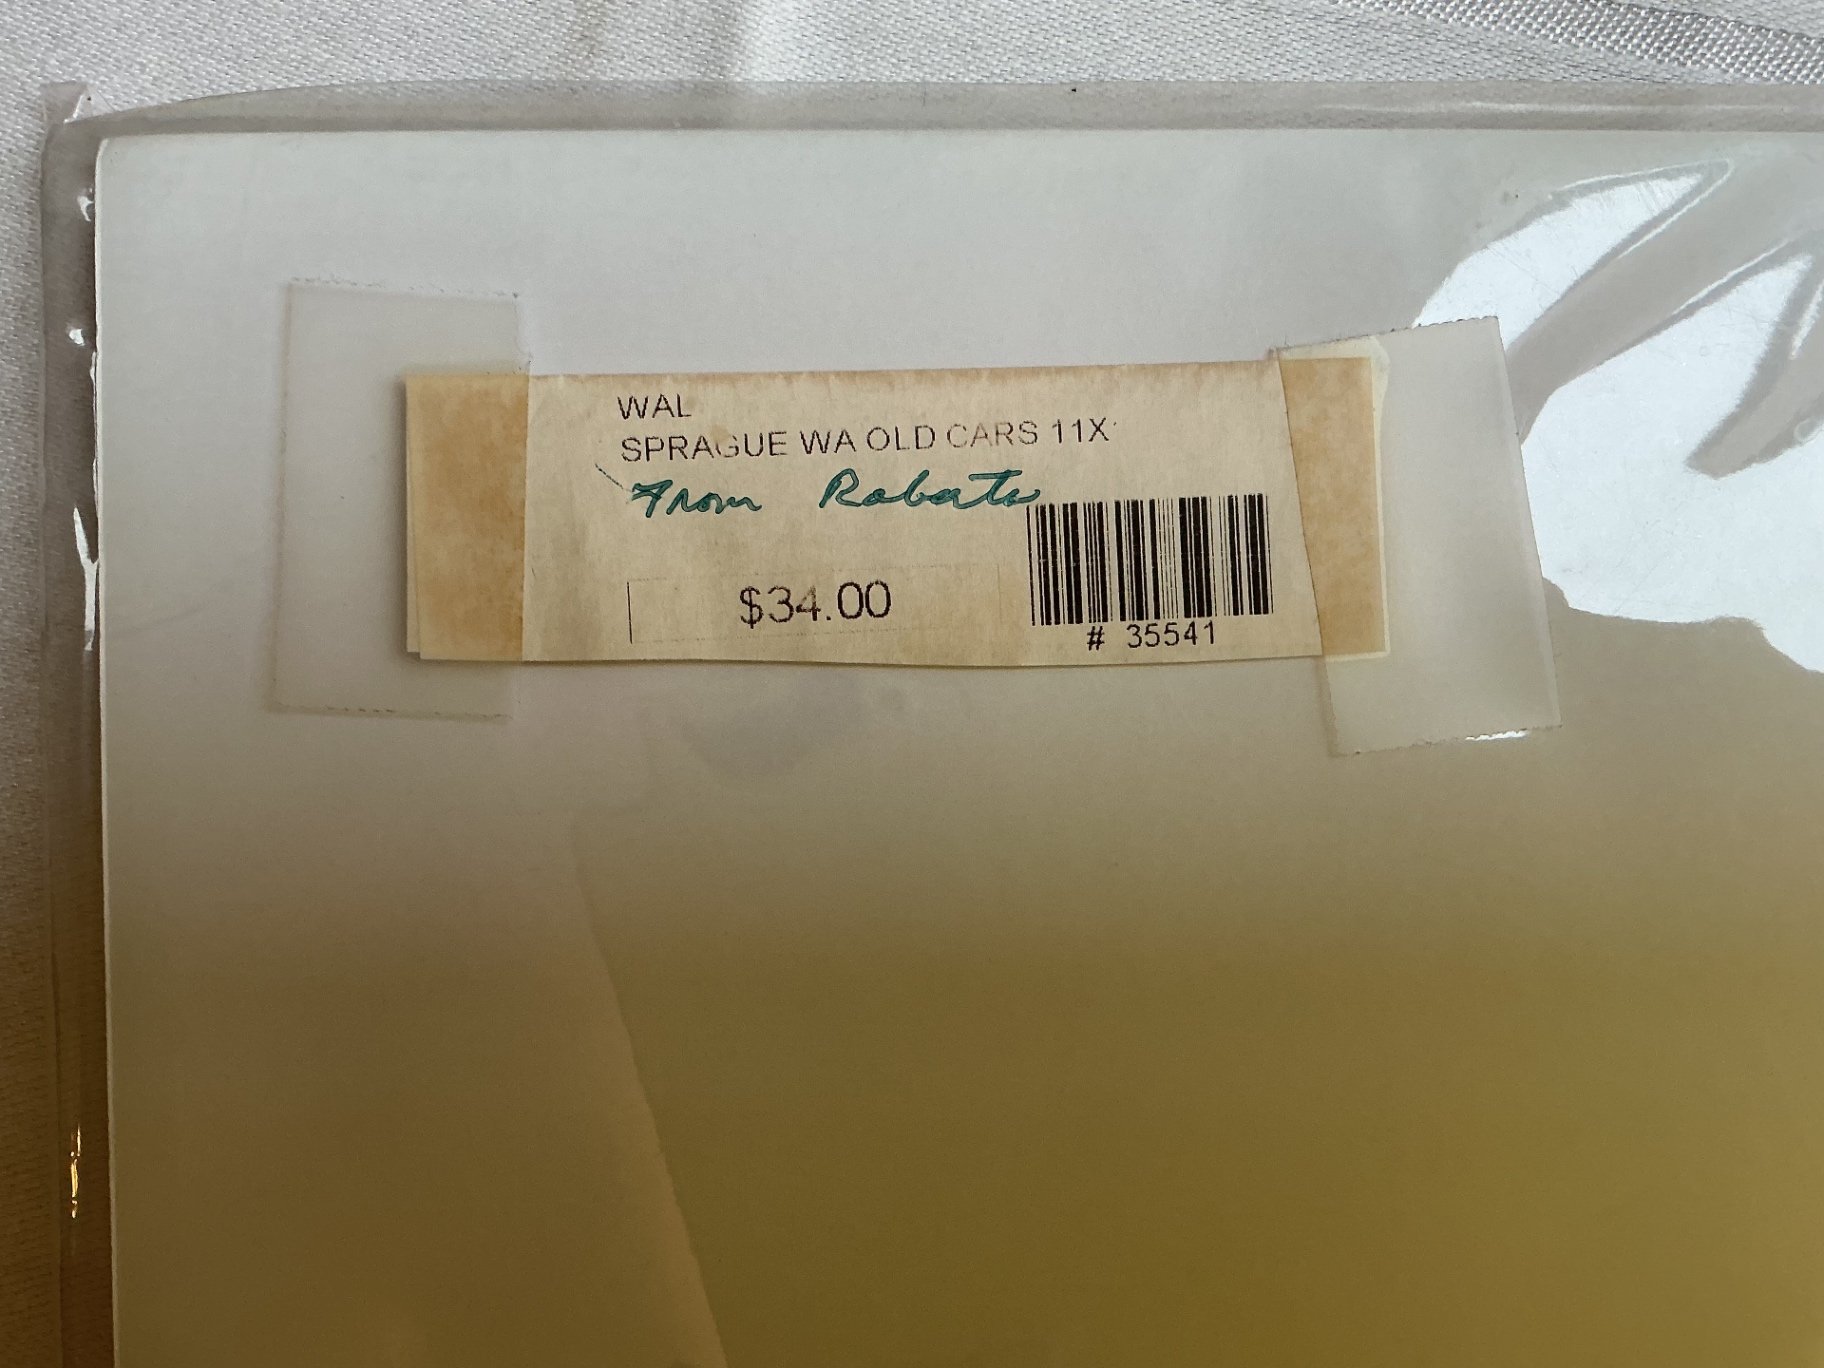 WAL
SPRAGUE WA OLD CARS 11X
From Roberta
$34.00
# 35541